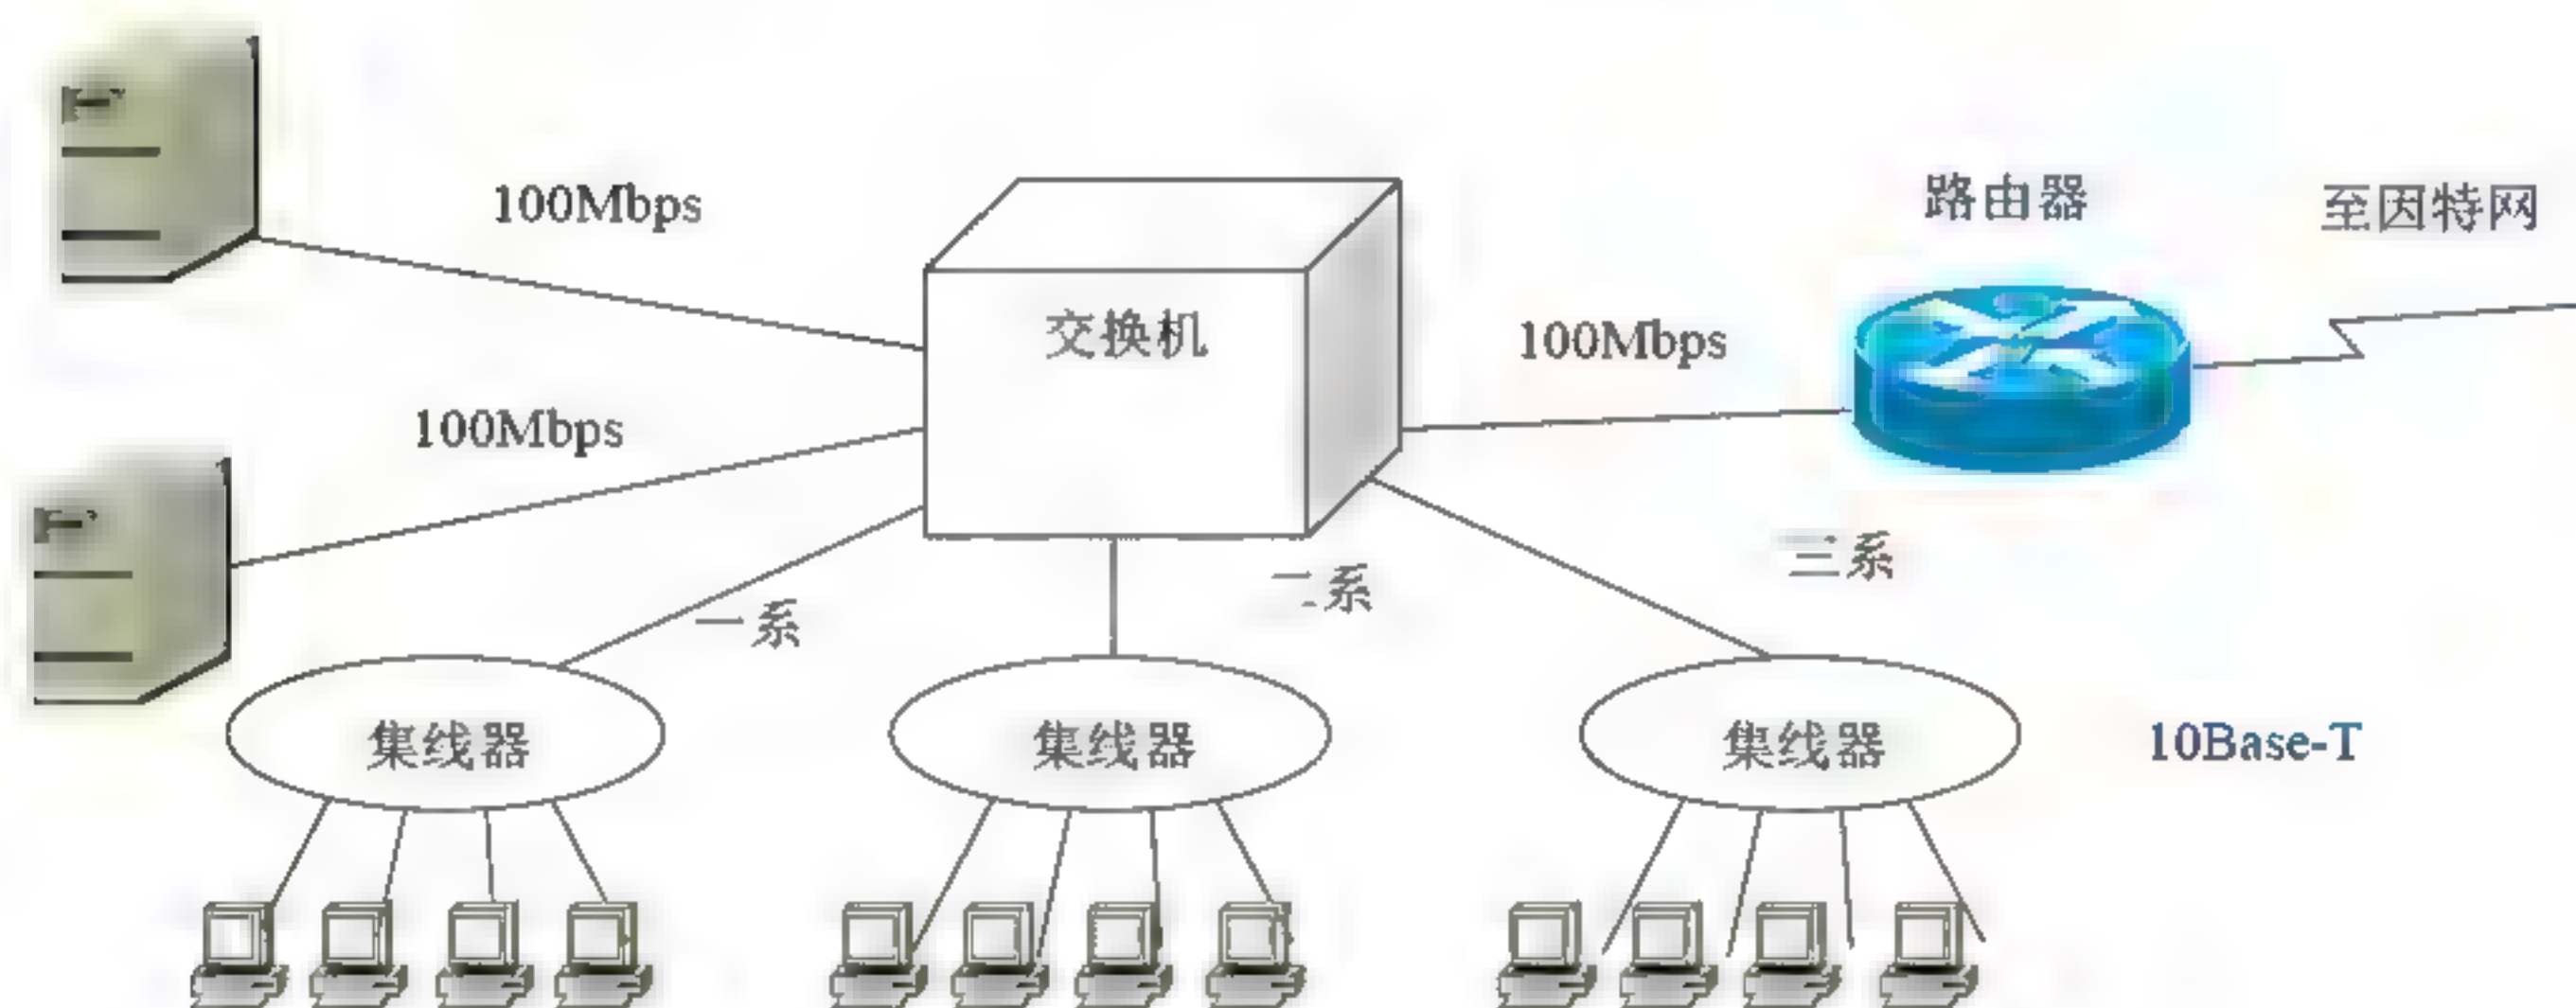 100Mbps
路由器
至因特网
交换机
100Mbps
100Mbps
三系
二系
一系
集线器
集线器
集线器
10Base-T